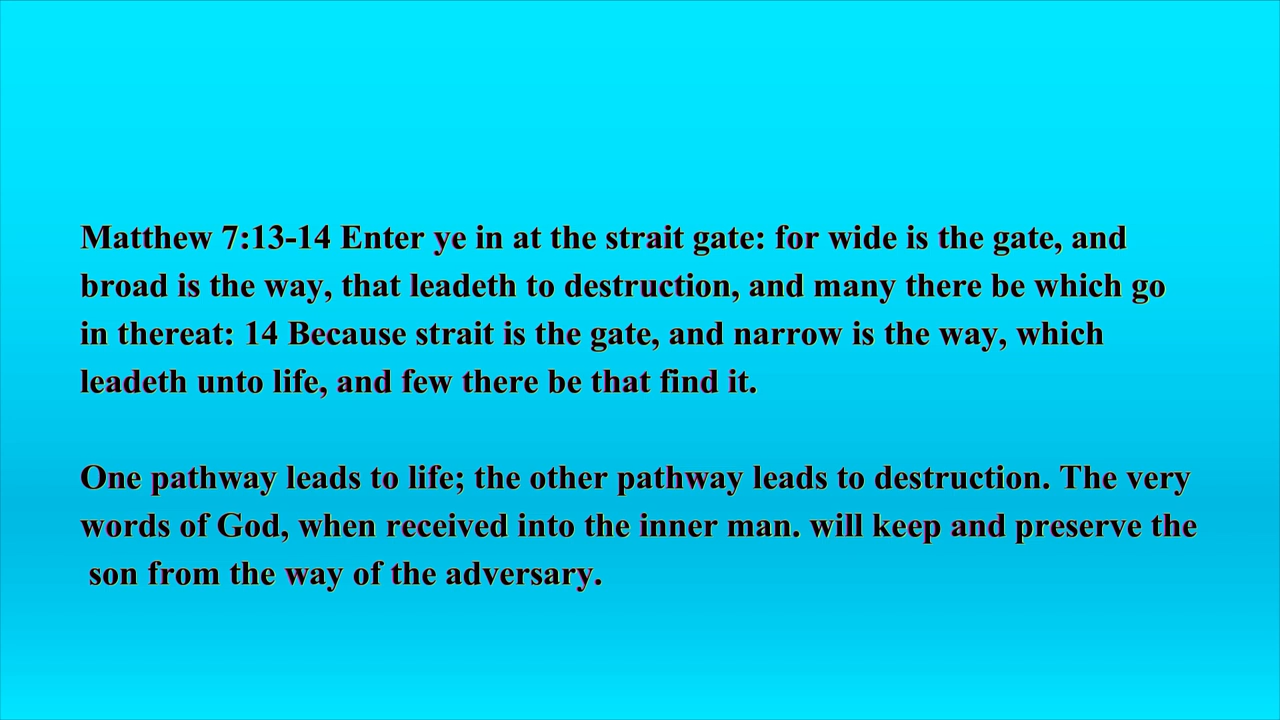 Matthew 7:13-14 Enter ye in at the strait gate: for wide is the gate, and
broad is the way, that leadeth to destruction, and many there be which go
in thereat: 14 Because strait is the gate, and narrow is the way, which
leadeth unto life, and few there be that find it.
One pathway leads to life; the other pathway leads to destruction. The very
words of God, when received into the inner man. will keep and preserve the
son from the way of the adversary.